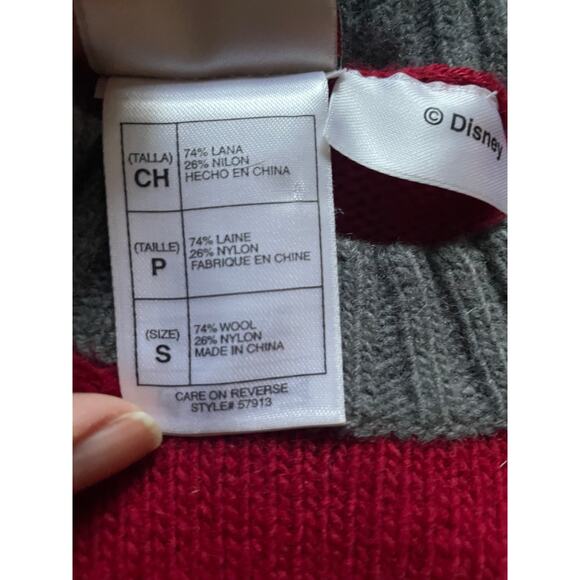 © Disney
(TALLA)
CH
74% LANA
26% NILON
HECHO EN CHINA
(TAILLE)
P
74% LAINE
26% NYLON
FABRIQUE EN CHINE
(SIZE)
S
74% WOOL
26% NYLON
MADE IN CHINA
CARE ON REVERSE
STYLE# 57913